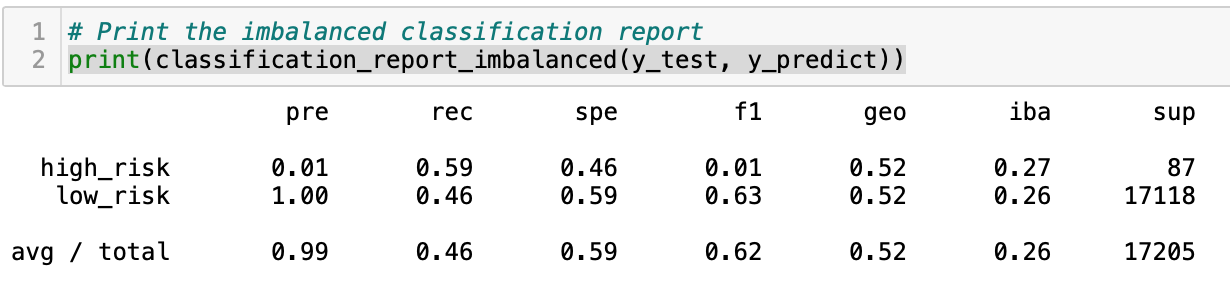 1 # Print the imbalanced classification report
2 print(classification_report_imbalanced(y_test, y_predict))
pre rec spe f1 geo iba sup
high_risk 0.01 0.59 0.46 0.01 0.52 0.27 87
low_risk 1.00 0.46 0.59 0.63 0.52 0.26 17118
avg / total 0.99 0.46 0.59 0.62 0.52 0.26 17205